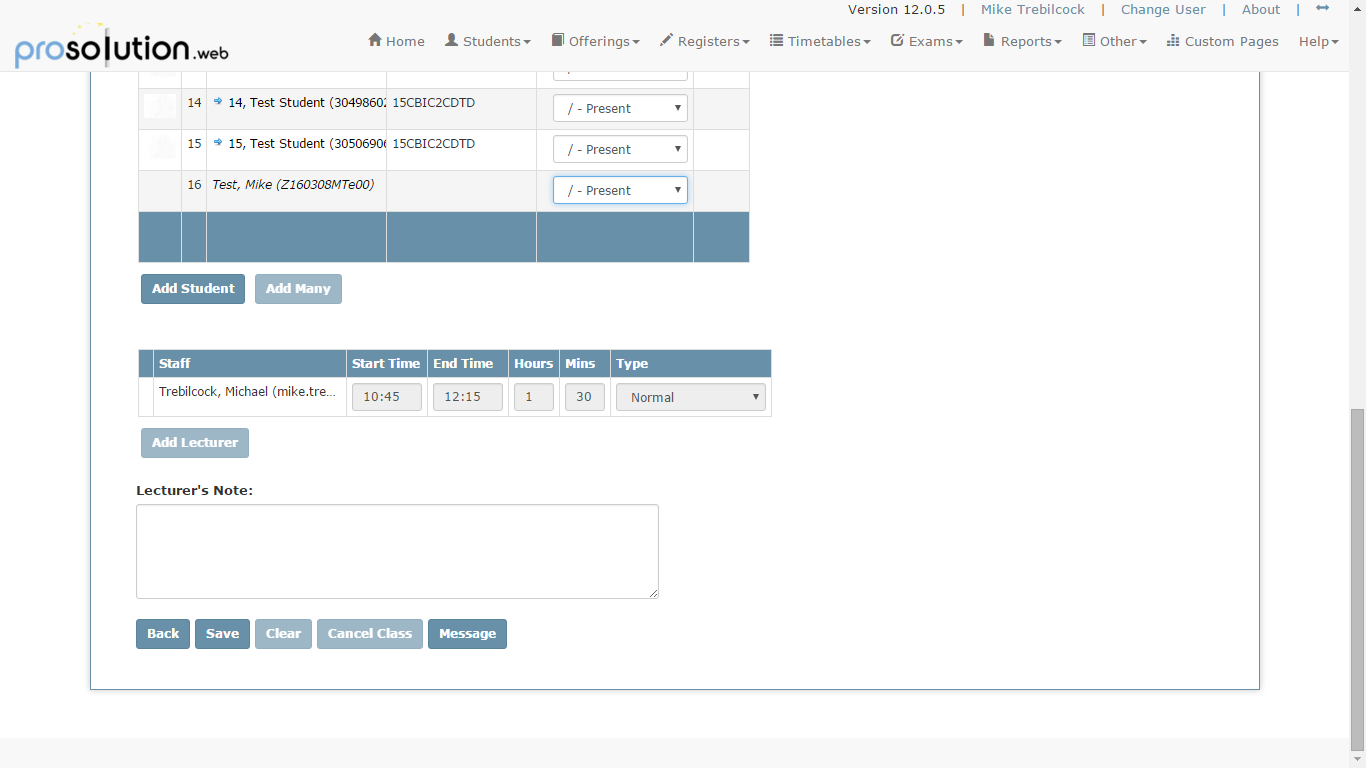 Version 12.0.5 | Mike Trebilcock | Change User | About |
prosolution.web
Home Students Offerings Registers Timetables Exams Reports Other Custom Pages Help
14 14, Test Student (30498602 15CBIC2CDTD / - Present
15 15, Test Student (30506906 15CBIC2CDTD / - Present
16 Test, Mike (Z160308MTe00) / - Present
Add Student Add Many
Staff Start Time End Time Hours Mins Type
Trebilcock, Michael (mike.tre... 10:45 12:15 1 30 Normal
Add Lecturer
Lecturer's Note:
Back Save Clear Cancel Class Message